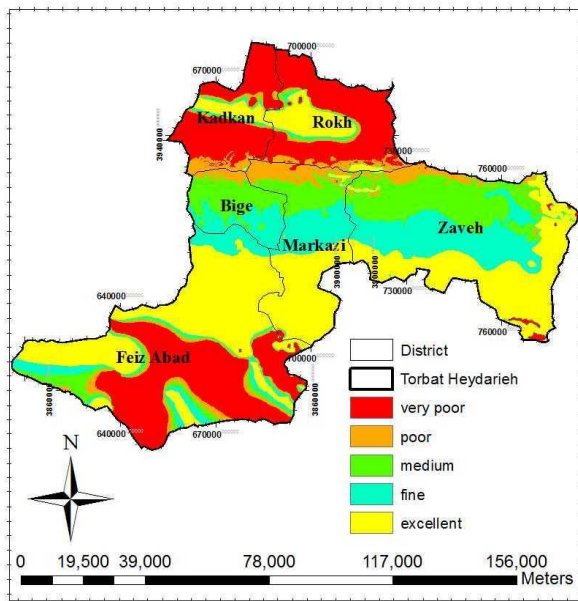 700000
670000
Kadkan
Rokh
3940000
730000
760000
Bige
Zaveh
Markazi
3900000
730000
640000
760000
Feiz Abad
700000
3860000
3860000
640000
670000
N
District
Torbat Heydarieh
very poor
poor
medium
fine
excellent
0 19,500 39,000 78,000 117,000 156,000
Meters